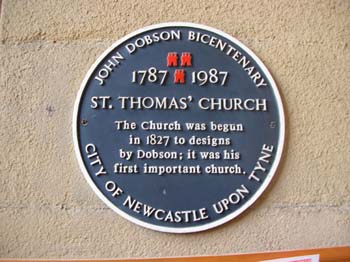 JOHN DOBSON BICENTENARY
1787 1987
ST. THOMAS' CHURCH
The Church was begun
in 1827 to designs
by Dobson; it was his
first important church.
CITY OF NEWCASTLE UPON TYNE